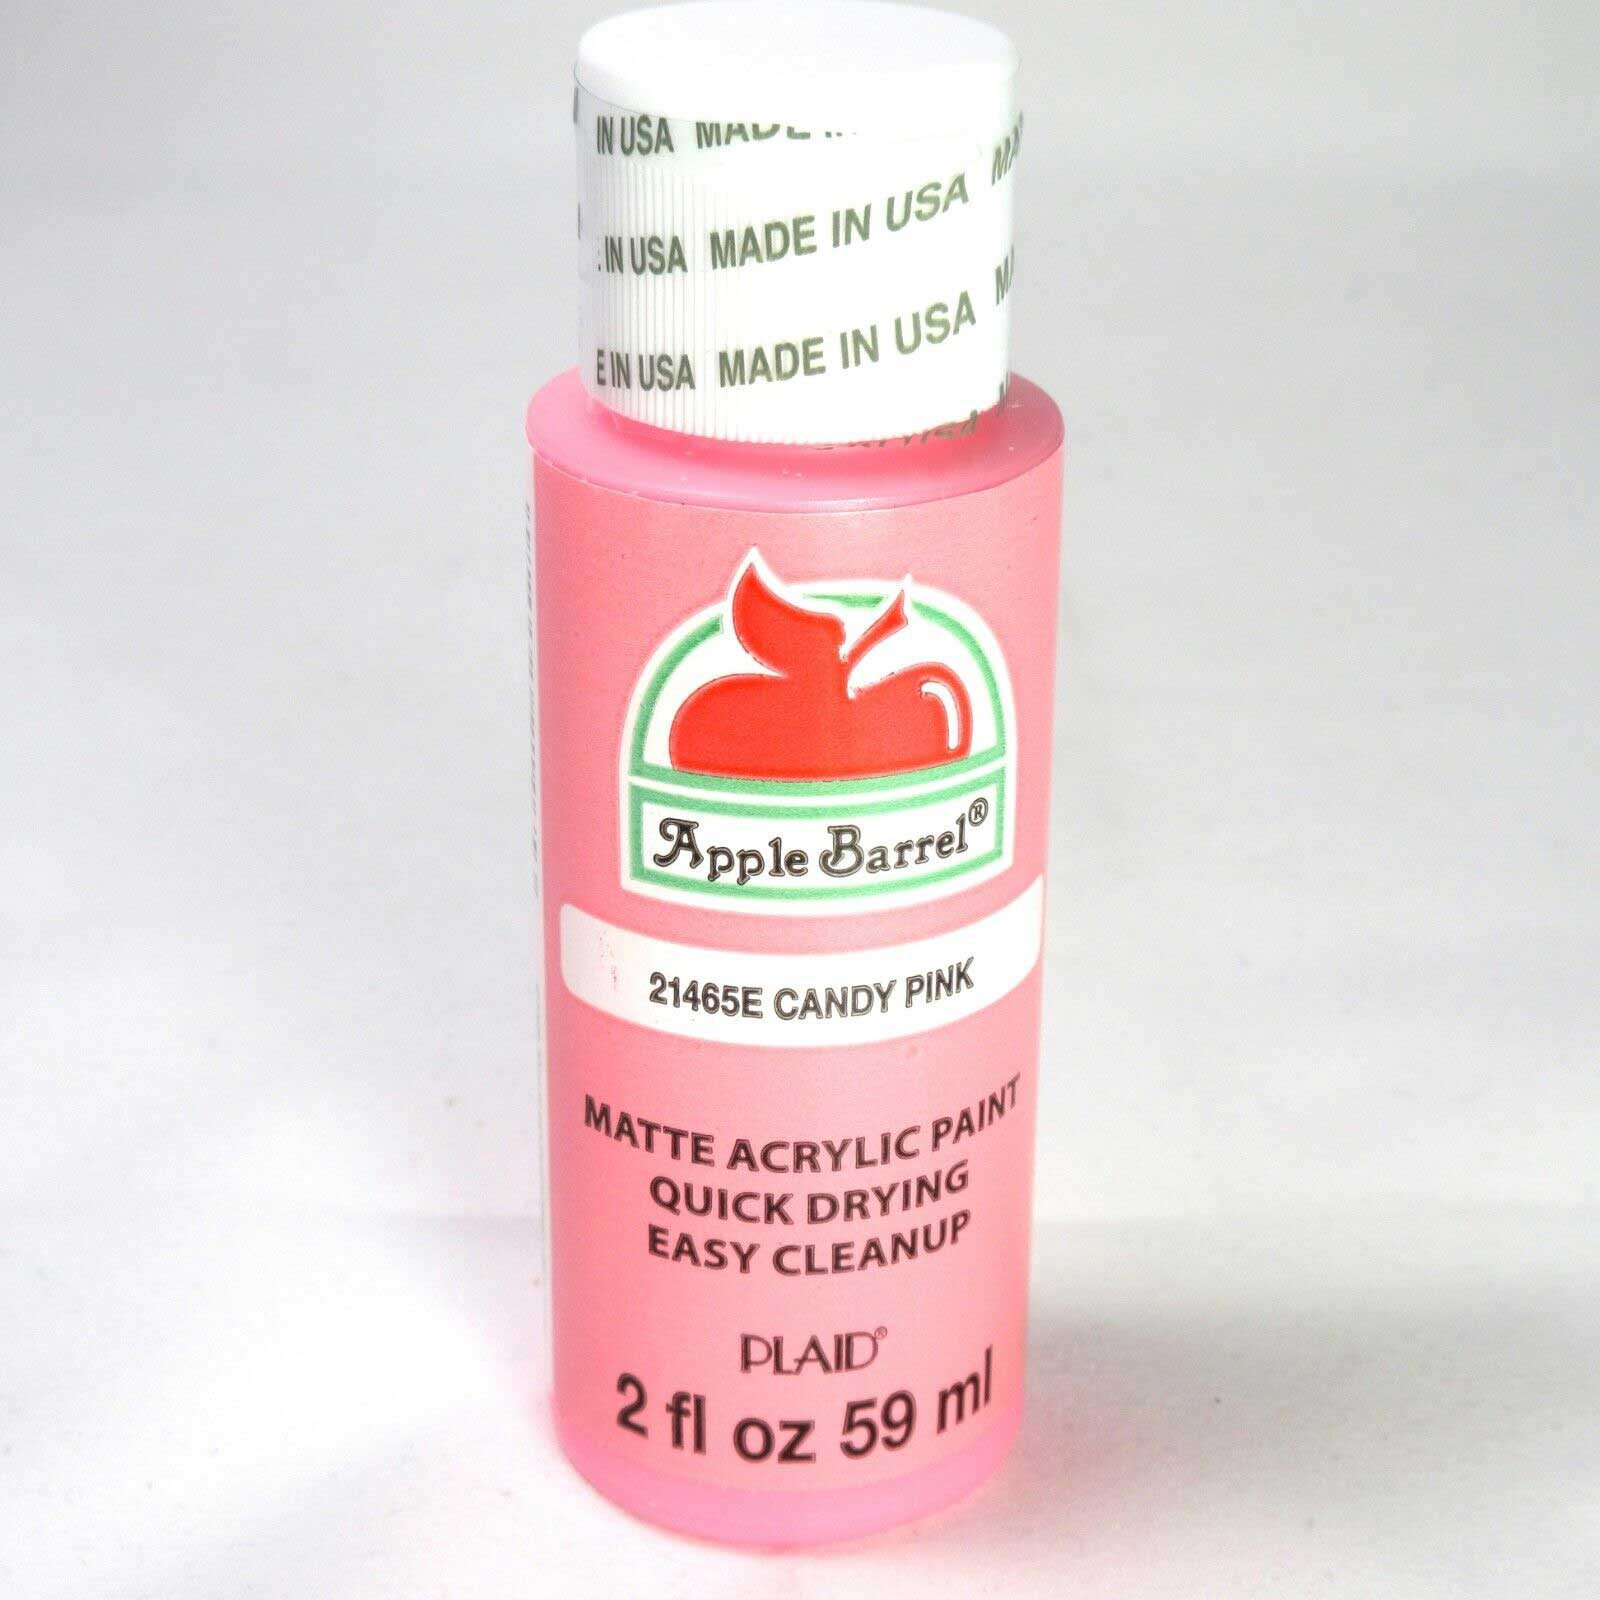 IN USA MADE IN
IN USA MADE IN USA
E IN USA MADE IN USA
Apple Barrel®
21465E CANDY PINK
MATTE ACRYLIC PAINT
QUICK DRYING
EASY CLEANUP
PLAID®
2 fl oz 59 ml